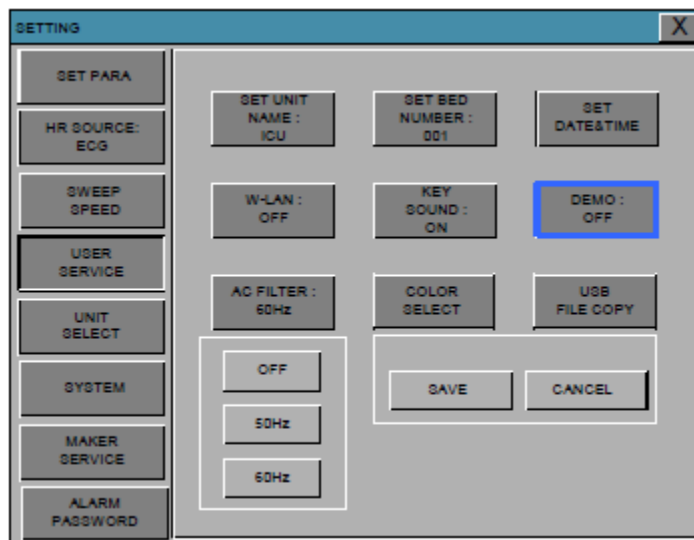 SETTING
X
SET PARA
HR SOURCE:
ECG
SWEEP
SPEED
USER
SERVICE
UNIT
SELECT
SYSTEM
MAKER
SERVICE
ALARM
PASSWORD
SET UNIT
NAME :
ICU
SET BED
NUMBER :
001
SET
DATE&TIME
W-LAN :
OFF
KEY
SOUND :
ON
DEMO :
OFF
AC FILTER :
60Hz
COLOR
SELECT
USB
FILE COPY
OFF
50Hz
60Hz
SAVE
CANCEL